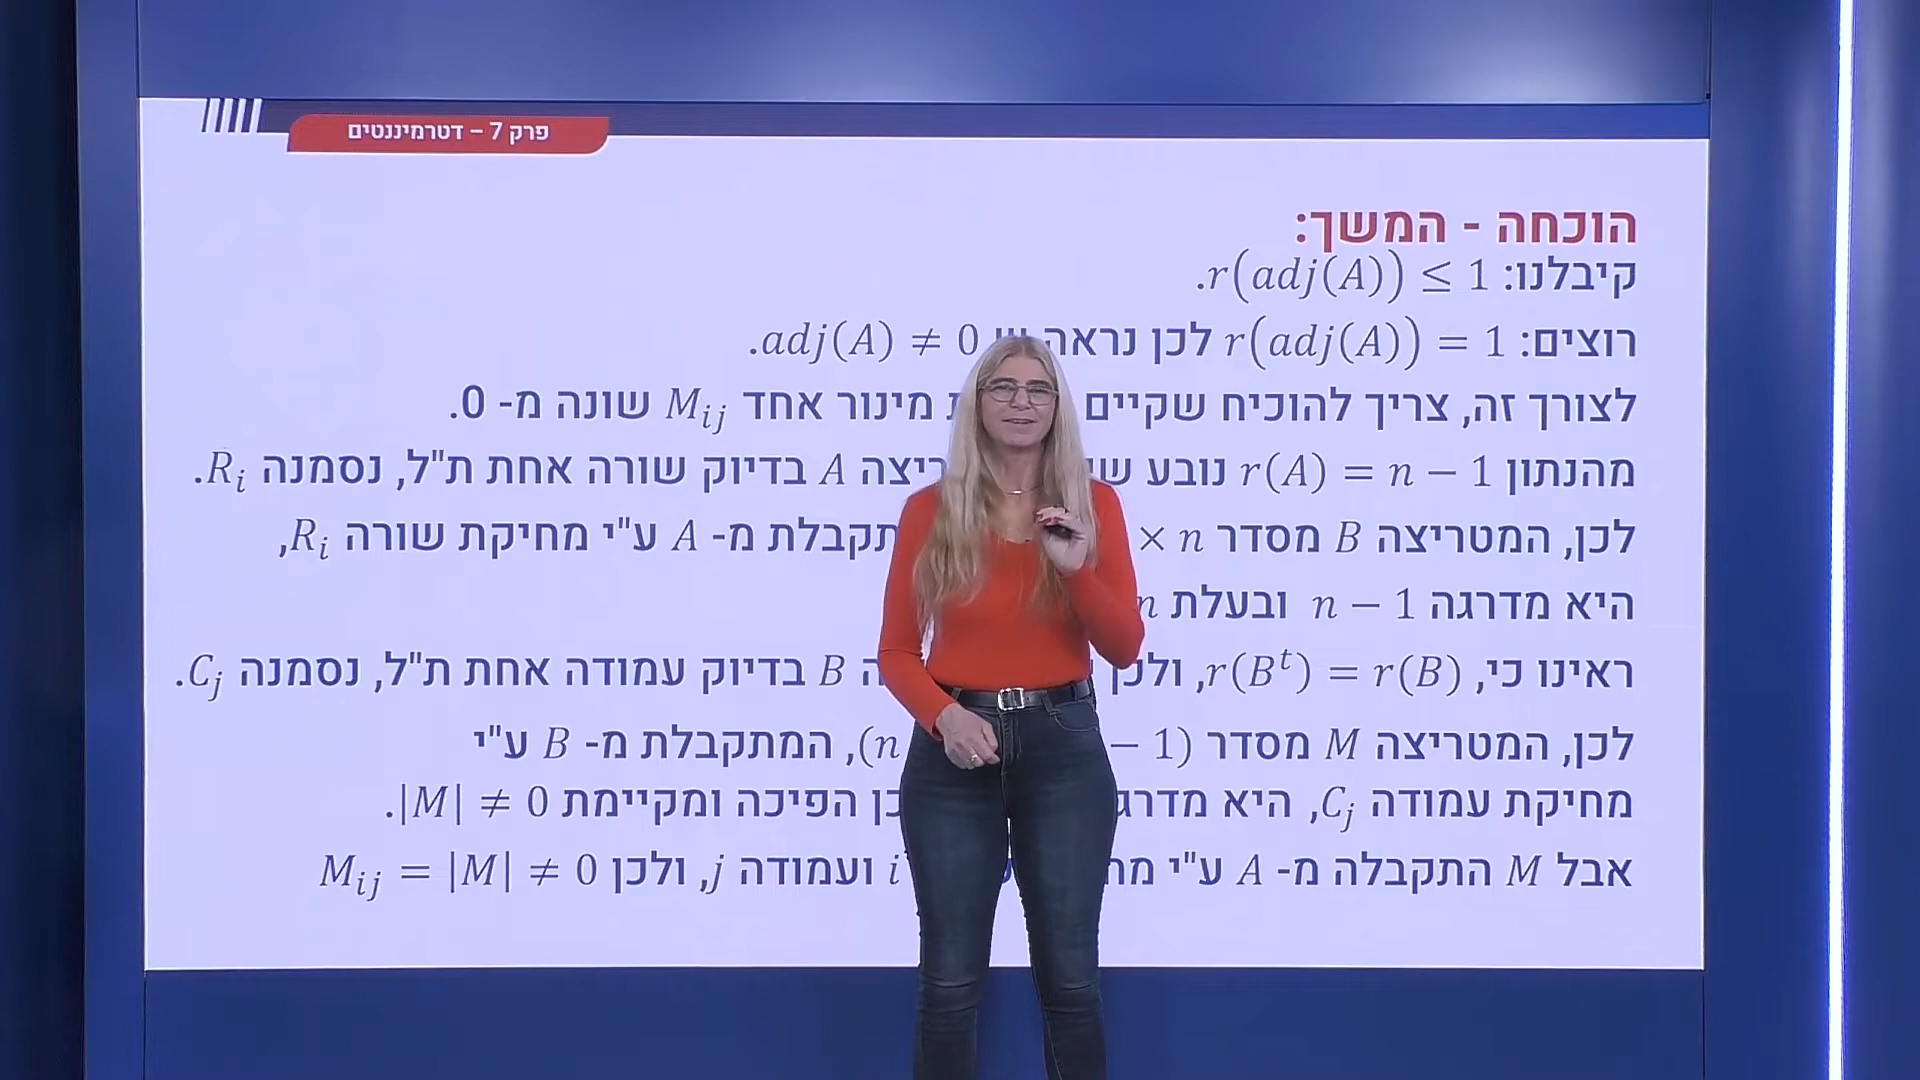 פרק 7 – דטרמיננטים
הוכחה - המשך:
קיבלנו: r(adj(A)) ≤ 1.
רוצים: r(adj(A)) = 1 לכן נראה ש adj(A) ≠ 0.
לצורך זה, צריך להוכיח שקיים מינור אחד M_ij שונה מ- 0.
מהנתון r(A) = n − 1 נובע A בדיוק שורה אחת ת"ל, נסמנה R_i.
לכן, המטריצה B מסדר × n מ- A ע"י מחיקת שורה R_i,
היא מדרגה n − 1 ובעלת n
ראינו כי, r(B^t) = r(B), ולכן B בדיוק עמודה אחת ת"ל, נסמנה C_j.
לכן, המטריצה M מסדר (n − 1), המתקבלת מ- B ע"י
מחיקת עמודה C_j, היא הפיכה ומקיימת |M| ≠ 0.
אבל M התקבלה מ- A ע"י i ועמודה j, ולכן M_ij = |M| ≠ 0